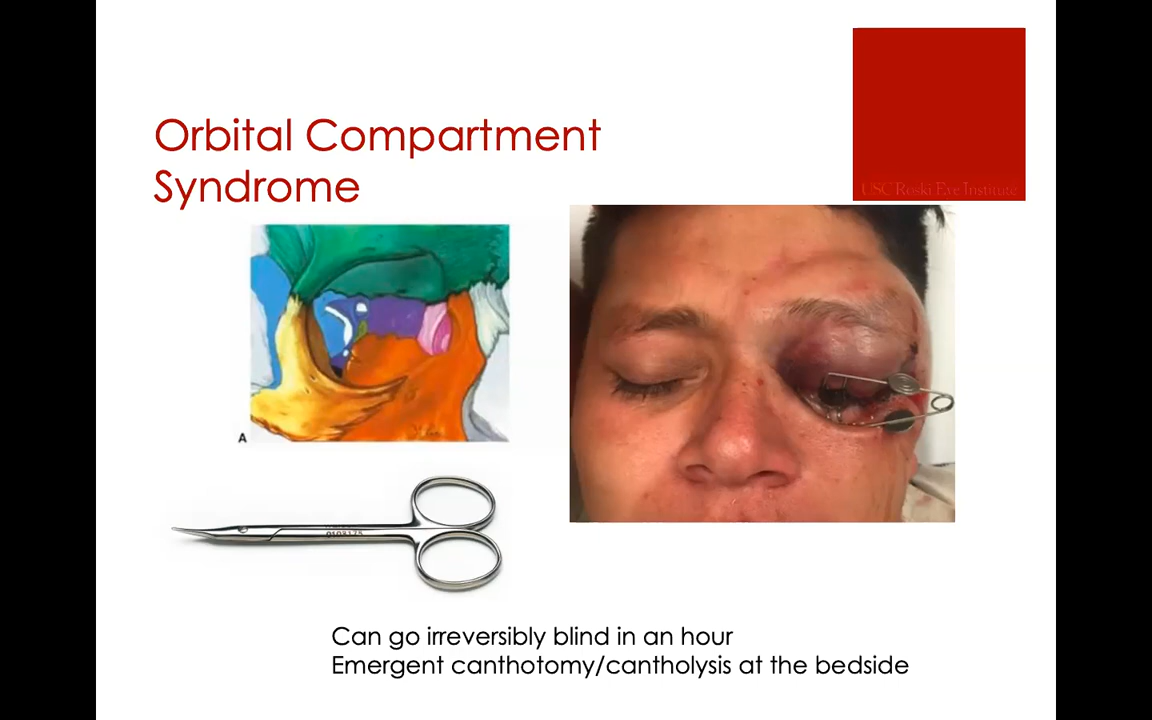 Orbital Compartment
Syndrome
USC Roski Eye Institute
A
Can go irreversibly blind in an hour
Emergent canthotomy/cantholysis at the bedside